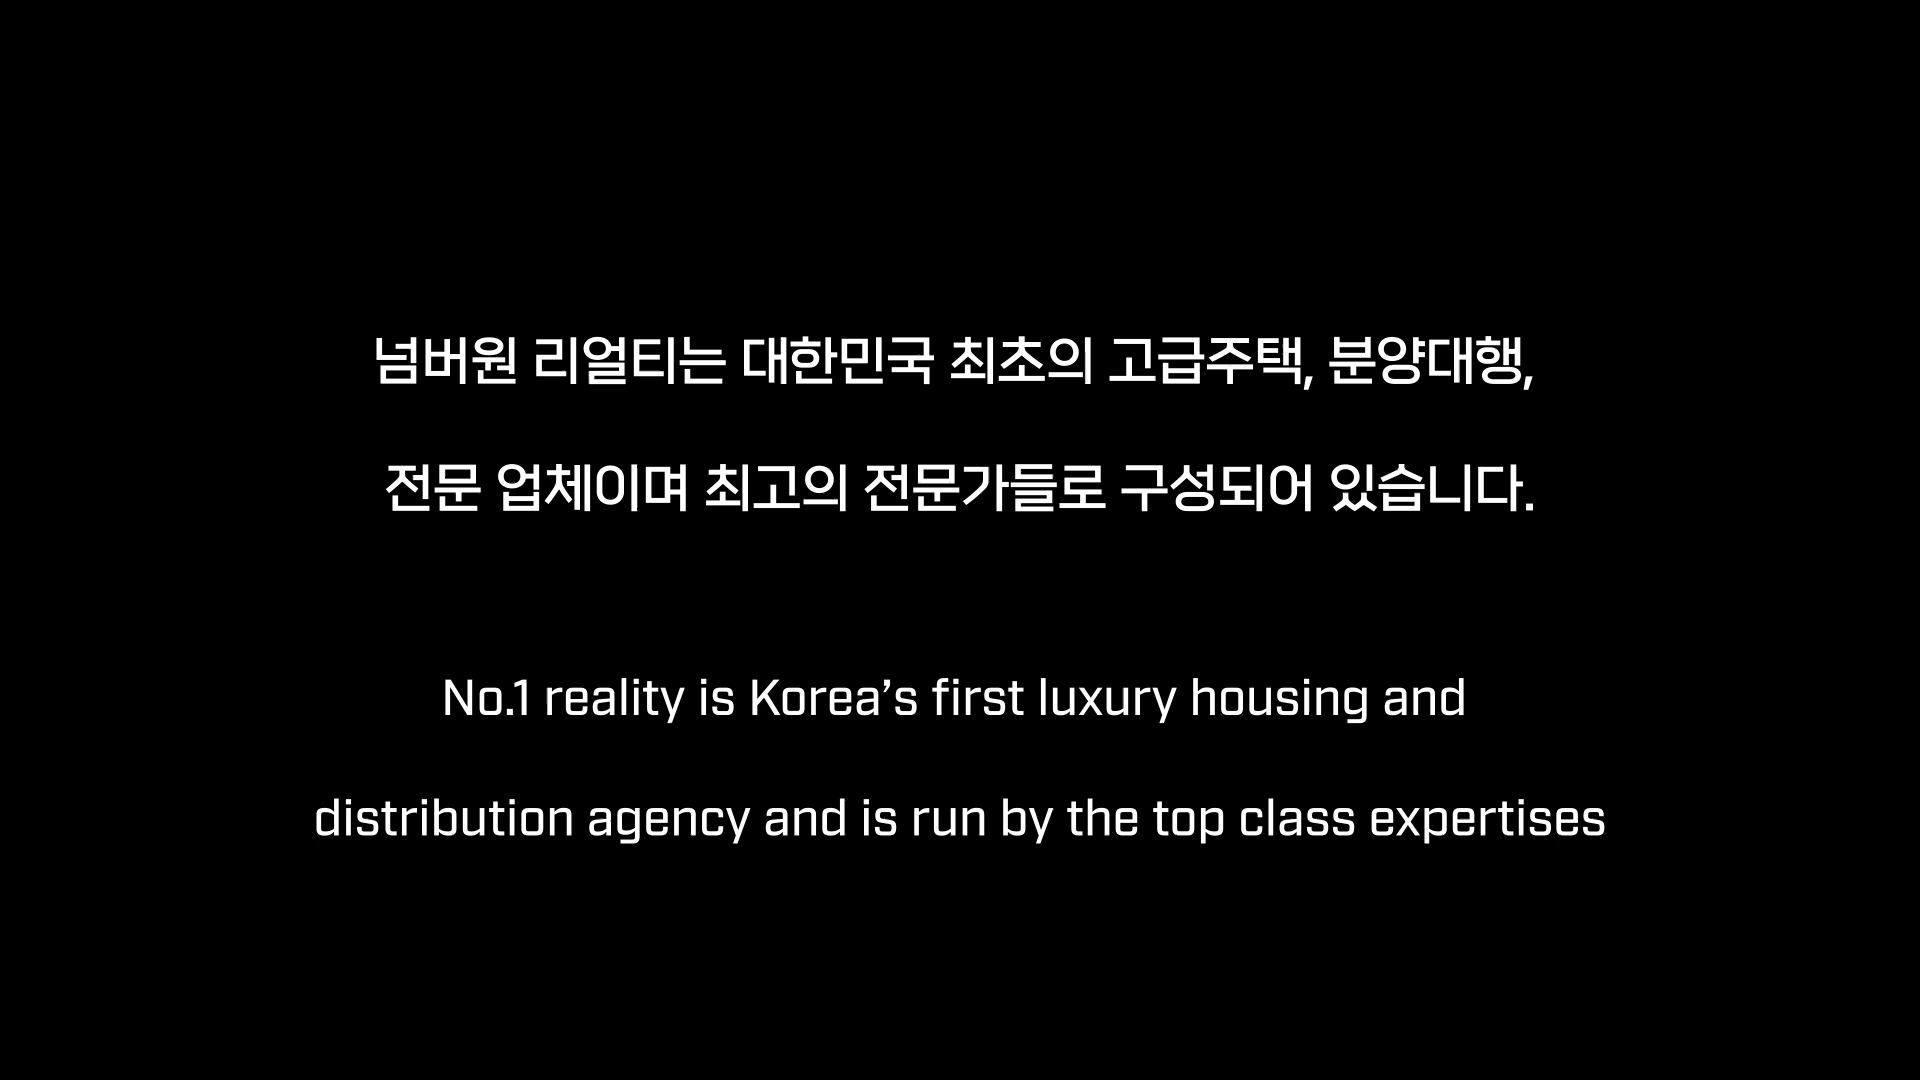 넘버원 리얼티는 대한민국 최초의 고급주택, 분양대행,
전문 업체이며 최고의 전문가들로 구성되어 있습니다.
No.1 reality is Korea’s first luxury housing and
distribution agency and is run by the top class expertises